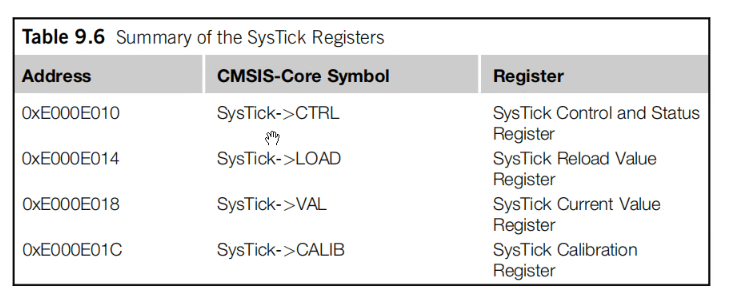 Table 9.6 Summary of the SysTick Registers
Address CMSIS-Core Symbol Register
0xE000E010 SysTick->CTRL SysTick Control and Status
Register
0xE000E014 SysTick->LOAD SysTick Reload Value
Register
0xE000E018 SysTick->VAL SysTick Current Value
Register
0xE000E01C SysTick->CALIB SysTick Calibration
Register